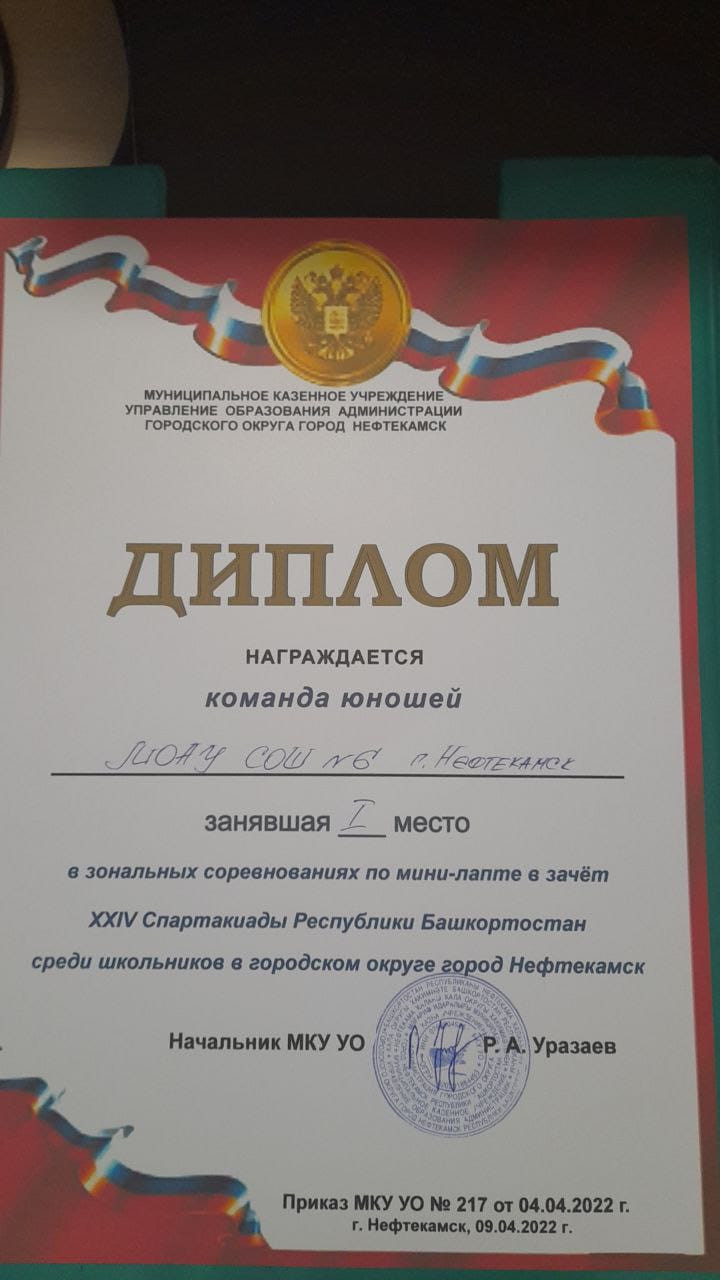 МУНИЦИПАЛЬНОЕ КАЗЕННОЕ УЧРЕЖДЕНИЕ
УПРАВЛЕНИЕ ОБРАЗОВАНИЯ АДМИНИСТРАЦИИ
ГОРОДСКОГО ОКРУГА ГОРОД НЕФТЕКАМСК
ДИПЛОМ
НАГРАЖДАЕТСЯ
команда юношей
МОАУ СОШ №6 г. Нефтекамск
занявшая I место
в зональных соревнованиях по мини-лапте в зачёт
XXIV Спартакиады Республики Башкортостан
среди школьников в городском округе город Нефтекамск
Начальник МКУ УО Р. А. Уразаев
Приказ МКУ УО № 217 от 04.04.2022 г.
г. Нефтекамск, 09.04.2022 г.